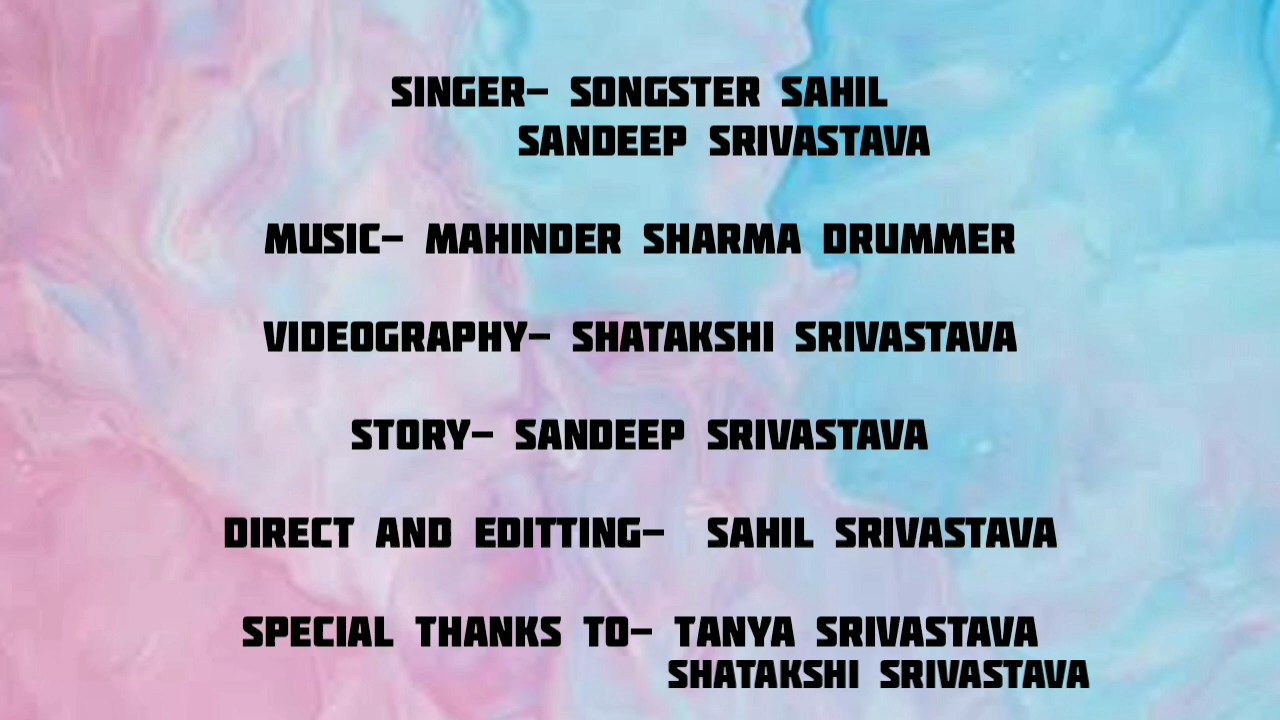 SINGER- SONGSTER SAHIL
SANDEEP SRIVASTAVA
MUSIC- MAHINDER SHARMA DRUMMER
VIDEOGRAPHY- SHATAKSHI SRIVASTAVA
STORY- SANDEEP SRIVASTAVA
DIRECT AND EDITTING- SAHIL SRIVASTAVA
SPECIAL THANKS TO- TANYA SRIVASTAVA
SHATAKSHI SRIVASTAVA